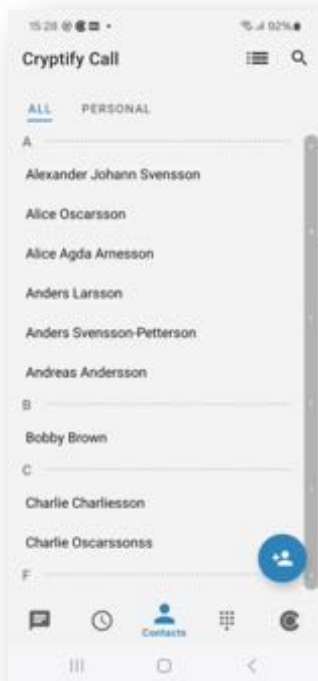 15:28
92%
Cryptify Call
ALL PERSONAL
A
Alexander Johann Svensson
Alice Oscarsson
Alice Agda Arnesson
Anders Larsson
Anders Svensson-Petterson
Andreas Andersson
B
Bobby Brown
C
Charlie Charliesson
Charlie Oscarssonss
F
Contacts